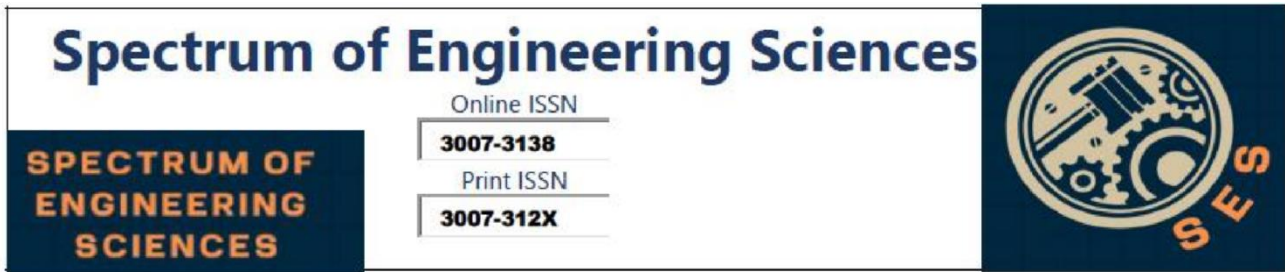 Spectrum of Engineering Sciences
Online ISSN
3007-3138
Print ISSN
3007-312X
SPECTRUM OF
ENGINEERING
SCIENCES
SES